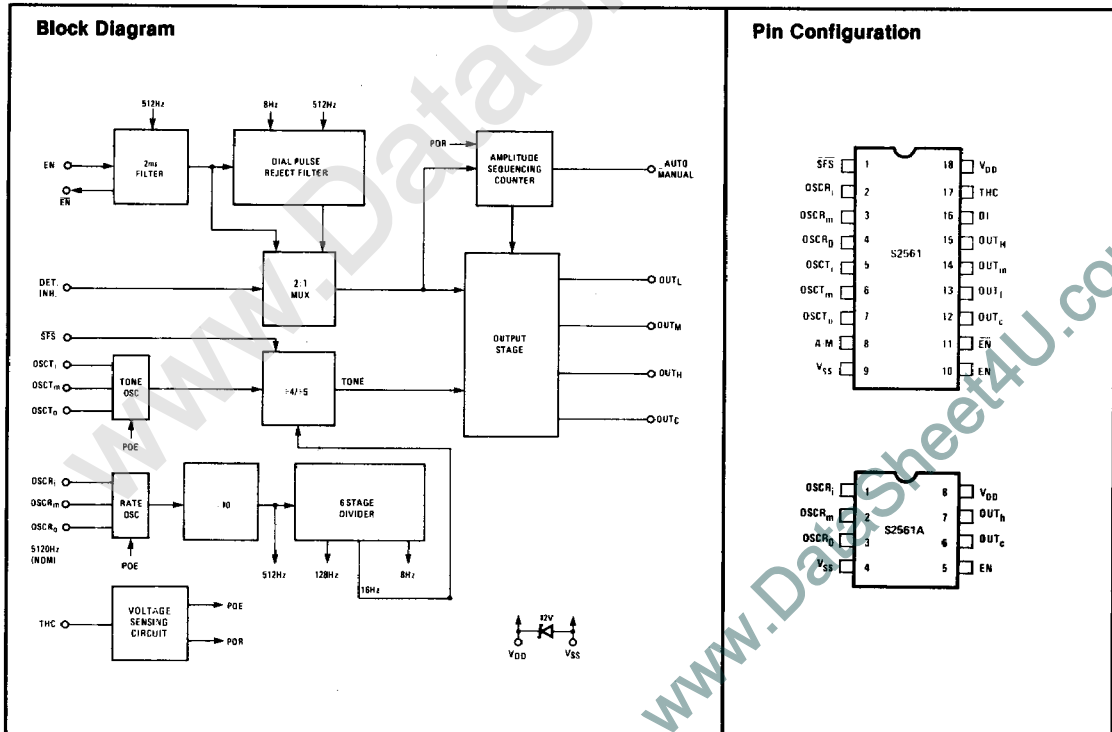 Block Diagram
512Hz
8Hz
512Hz
EN
E̅N̅
2ms
FILTER
DIAL PULSE
REJECT FILTER
POR
AMPLITUDE
SEQUENCING
COUNTER
AUTO
MANUAL
DET.
INH.
2:1
MUX
OUTL
OUTM
OUTH
OUTC
OUTPUT
STAGE
S̅F̅S̅
OSCTi
OSCTm
OSCTo
TONE
OSC
÷4/÷5
TONE
POE
OSCRi
OSCRm
OSCRo
5120Hz
(NOM)
RATE
OSC
POE
÷10
6 STAGE
DIVIDER
512Hz
128Hz
16Hz
8Hz
THC
VOLTAGE
SENSING
CIRCUIT
POE
POR
12V
VDD
VSS
Pin Configuration
S̅F̅S̅ 1 18 VDD
OSCRi 2 17 THC
OSCRm 3 16 DI
OSCRO 4 15 OUTH
S2561
OSCTi 5 14 OUTm
OSCTm 6 13 OUTl
OSCTo 7 12 OUTc
A/M 8 11 E̅N̅
VSS 9 10 EN
OSCRi 1 8 VDD
OSCRm 2 7 OUTh
S2561A
OSCRO 3 6 OUTc
VSS 4 5 EN
www.DataSheet4U.com
www.DataSh